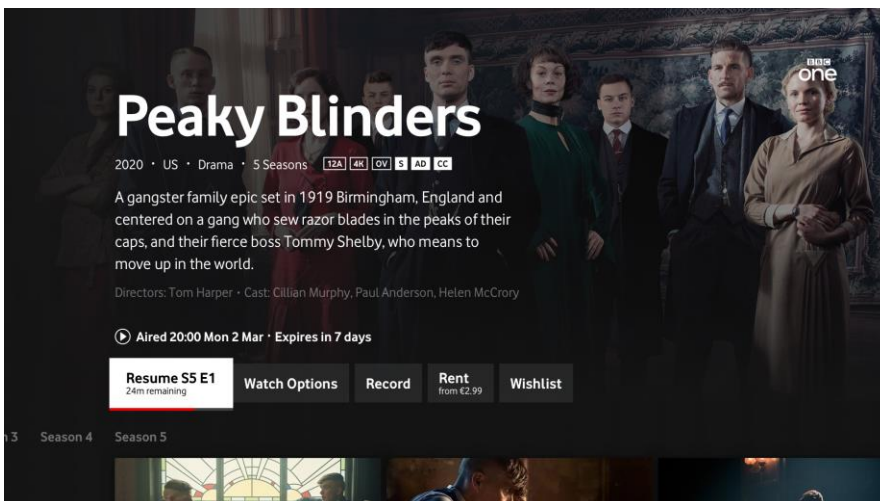 BBC
one
Peaky Blinders
2020 · US · Drama · 5 Seasons 12A 4K OV S AD CC
A gangster family epic set in 1919 Birmingham, England and
centered on a gang who sew razor blades in the peaks of their
caps, and their fierce boss Tommy Shelby, who means to
move up in the world.
Directors: Tom Harper · Cast: Cillian Murphy, Paul Anderson, Helen McCrory
Aired 20:00 Mon 2 Mar · Expires in 7 days
Resume S5 E1 Watch Options Record Rent Wishlist
24m remaining from €2.99
3 Season 4 Season 5